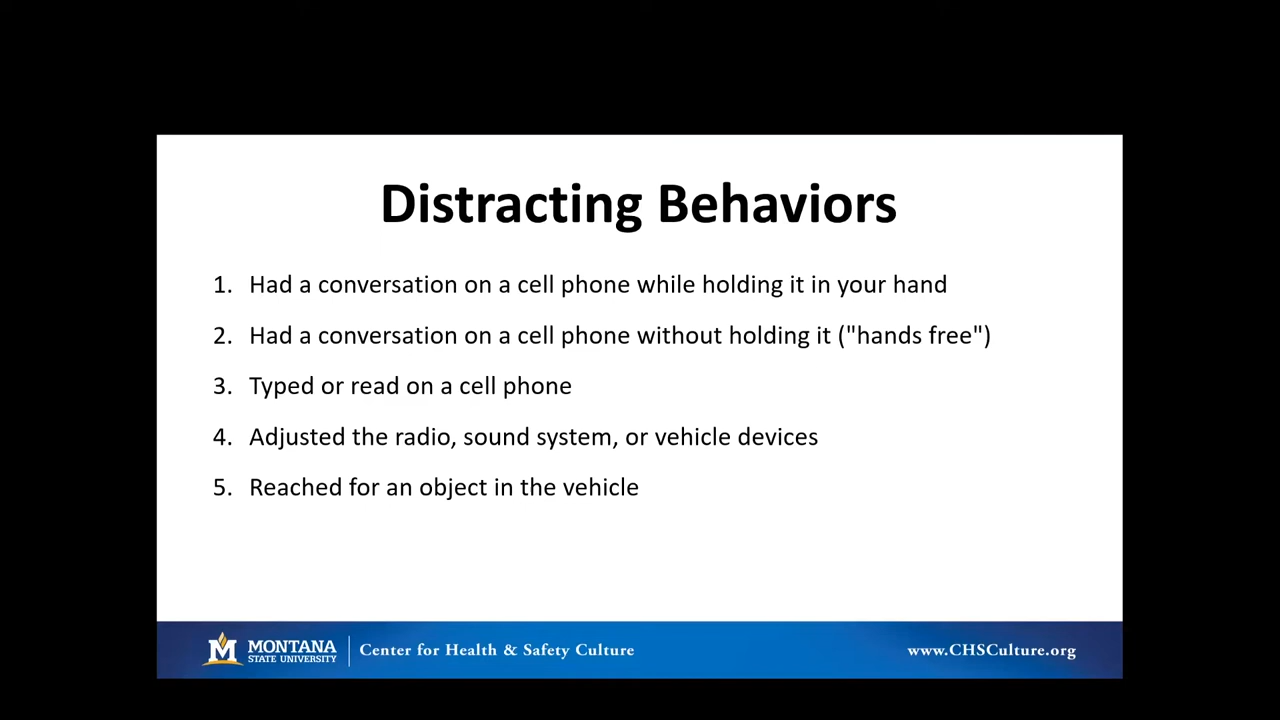 Distracting Behaviors
1. Had a conversation on a cell phone while holding it in your hand
2. Had a conversation on a cell phone without holding it ("hands free")
3. Typed or read on a cell phone
4. Adjusted the radio, sound system, or vehicle devices
5. Reached for an object in the vehicle
M MONTANA
STATE UNIVERSITY
Center for Health & Safety Culture
www.CHSCulture.org